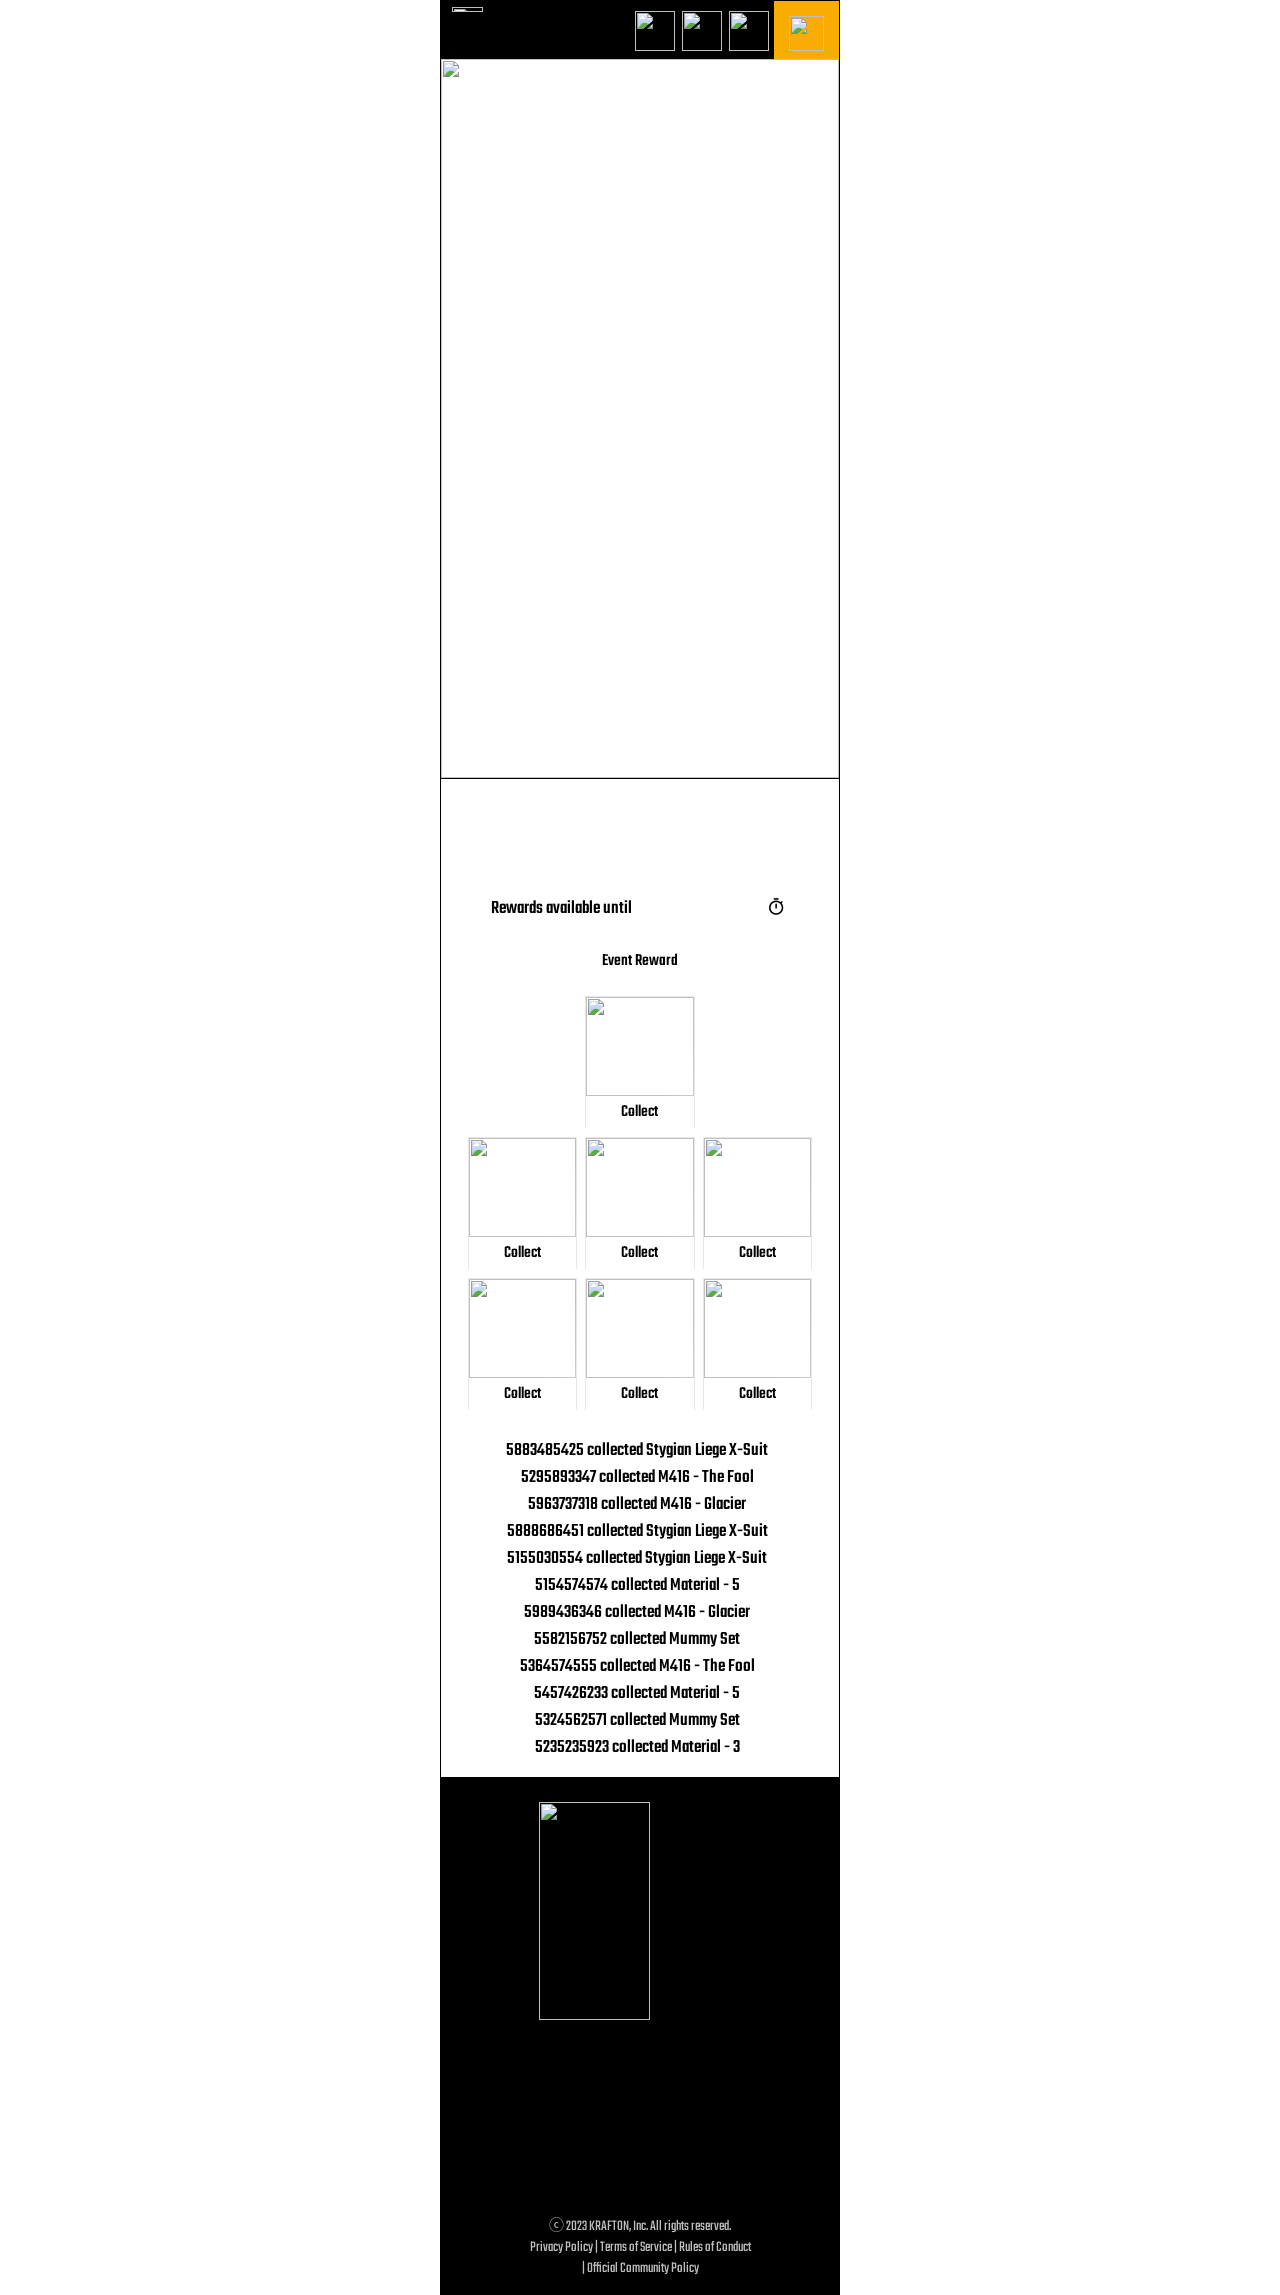 Rewards available until
Event Reward
Collect
Collect Collect Collect
Collect Collect Collect
5883485425 collected Stygian Liege X-Suit
5295893347 collected M416 - The Fool
5963737318 collected M416 - Glacier
5888686451 collected Stygian Liege X-Suit
5155030554 collected Stygian Liege X-Suit
5154574574 collected Material - 5
5989436346 collected M416 - Glacier
5582156752 collected Mummy Set
5364574555 collected M416 - The Fool
5457426233 collected Material - 5
5324562571 collected Mummy Set
5235235923 collected Material - 3
ⓒ 2023 KRAFTON, Inc. All rights reserved.
Privacy Policy | Terms of Service | Rules of Conduct
| Official Community Policy